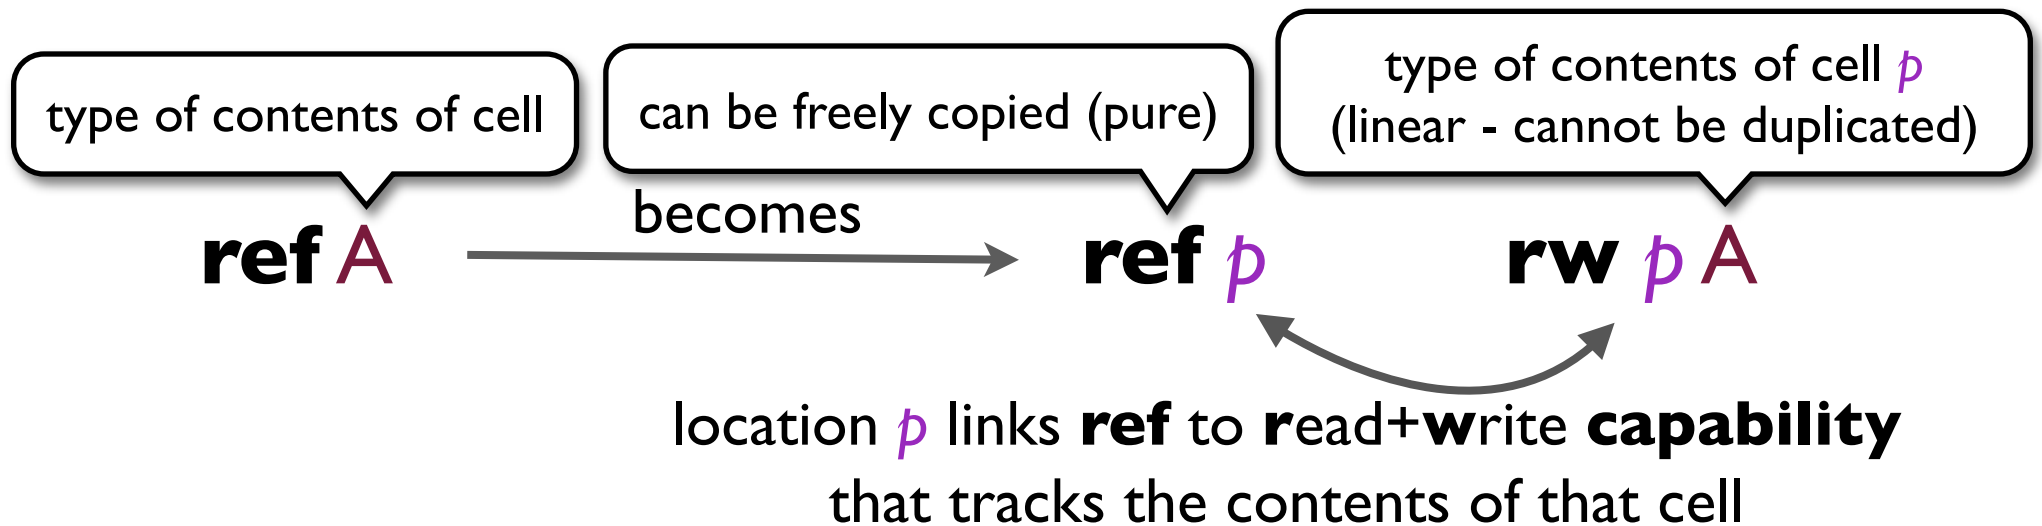 type of contents of cell
can be freely copied (pure)
type of contents of cell p
(linear - cannot be duplicated)
becomes
ref A
ref p
rw p A
location p links ref to read+write capability
that tracks the contents of that cell